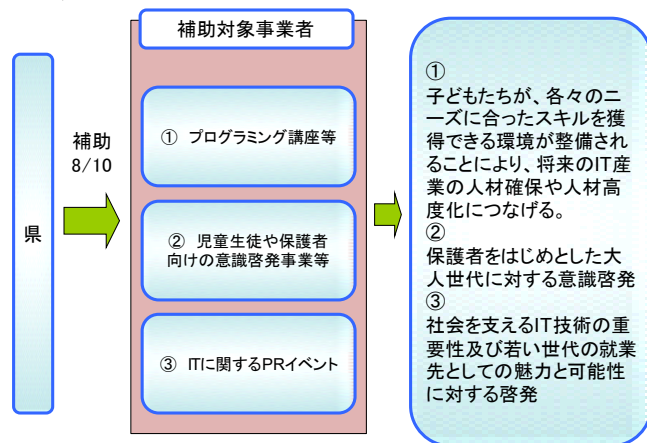 補助対象事業者
県
補助
8/10
① プログラミング講座等
② 児童生徒や保護者
向けの意識啓発事業等
③ ITに関するPRイベント
①
子どもたちが、各々のニ
ーズに合ったスキルを獲
得できる環境が整備され
ることにより、将来のIT産
業の人材確保や人材高
度化につなげる。
②
保護者をはじめとした大
人世代に対する意識啓発
③
社会を支えるIT技術の重
要性及び若い世代の就業
先としての魅力と可能性
に対する啓発